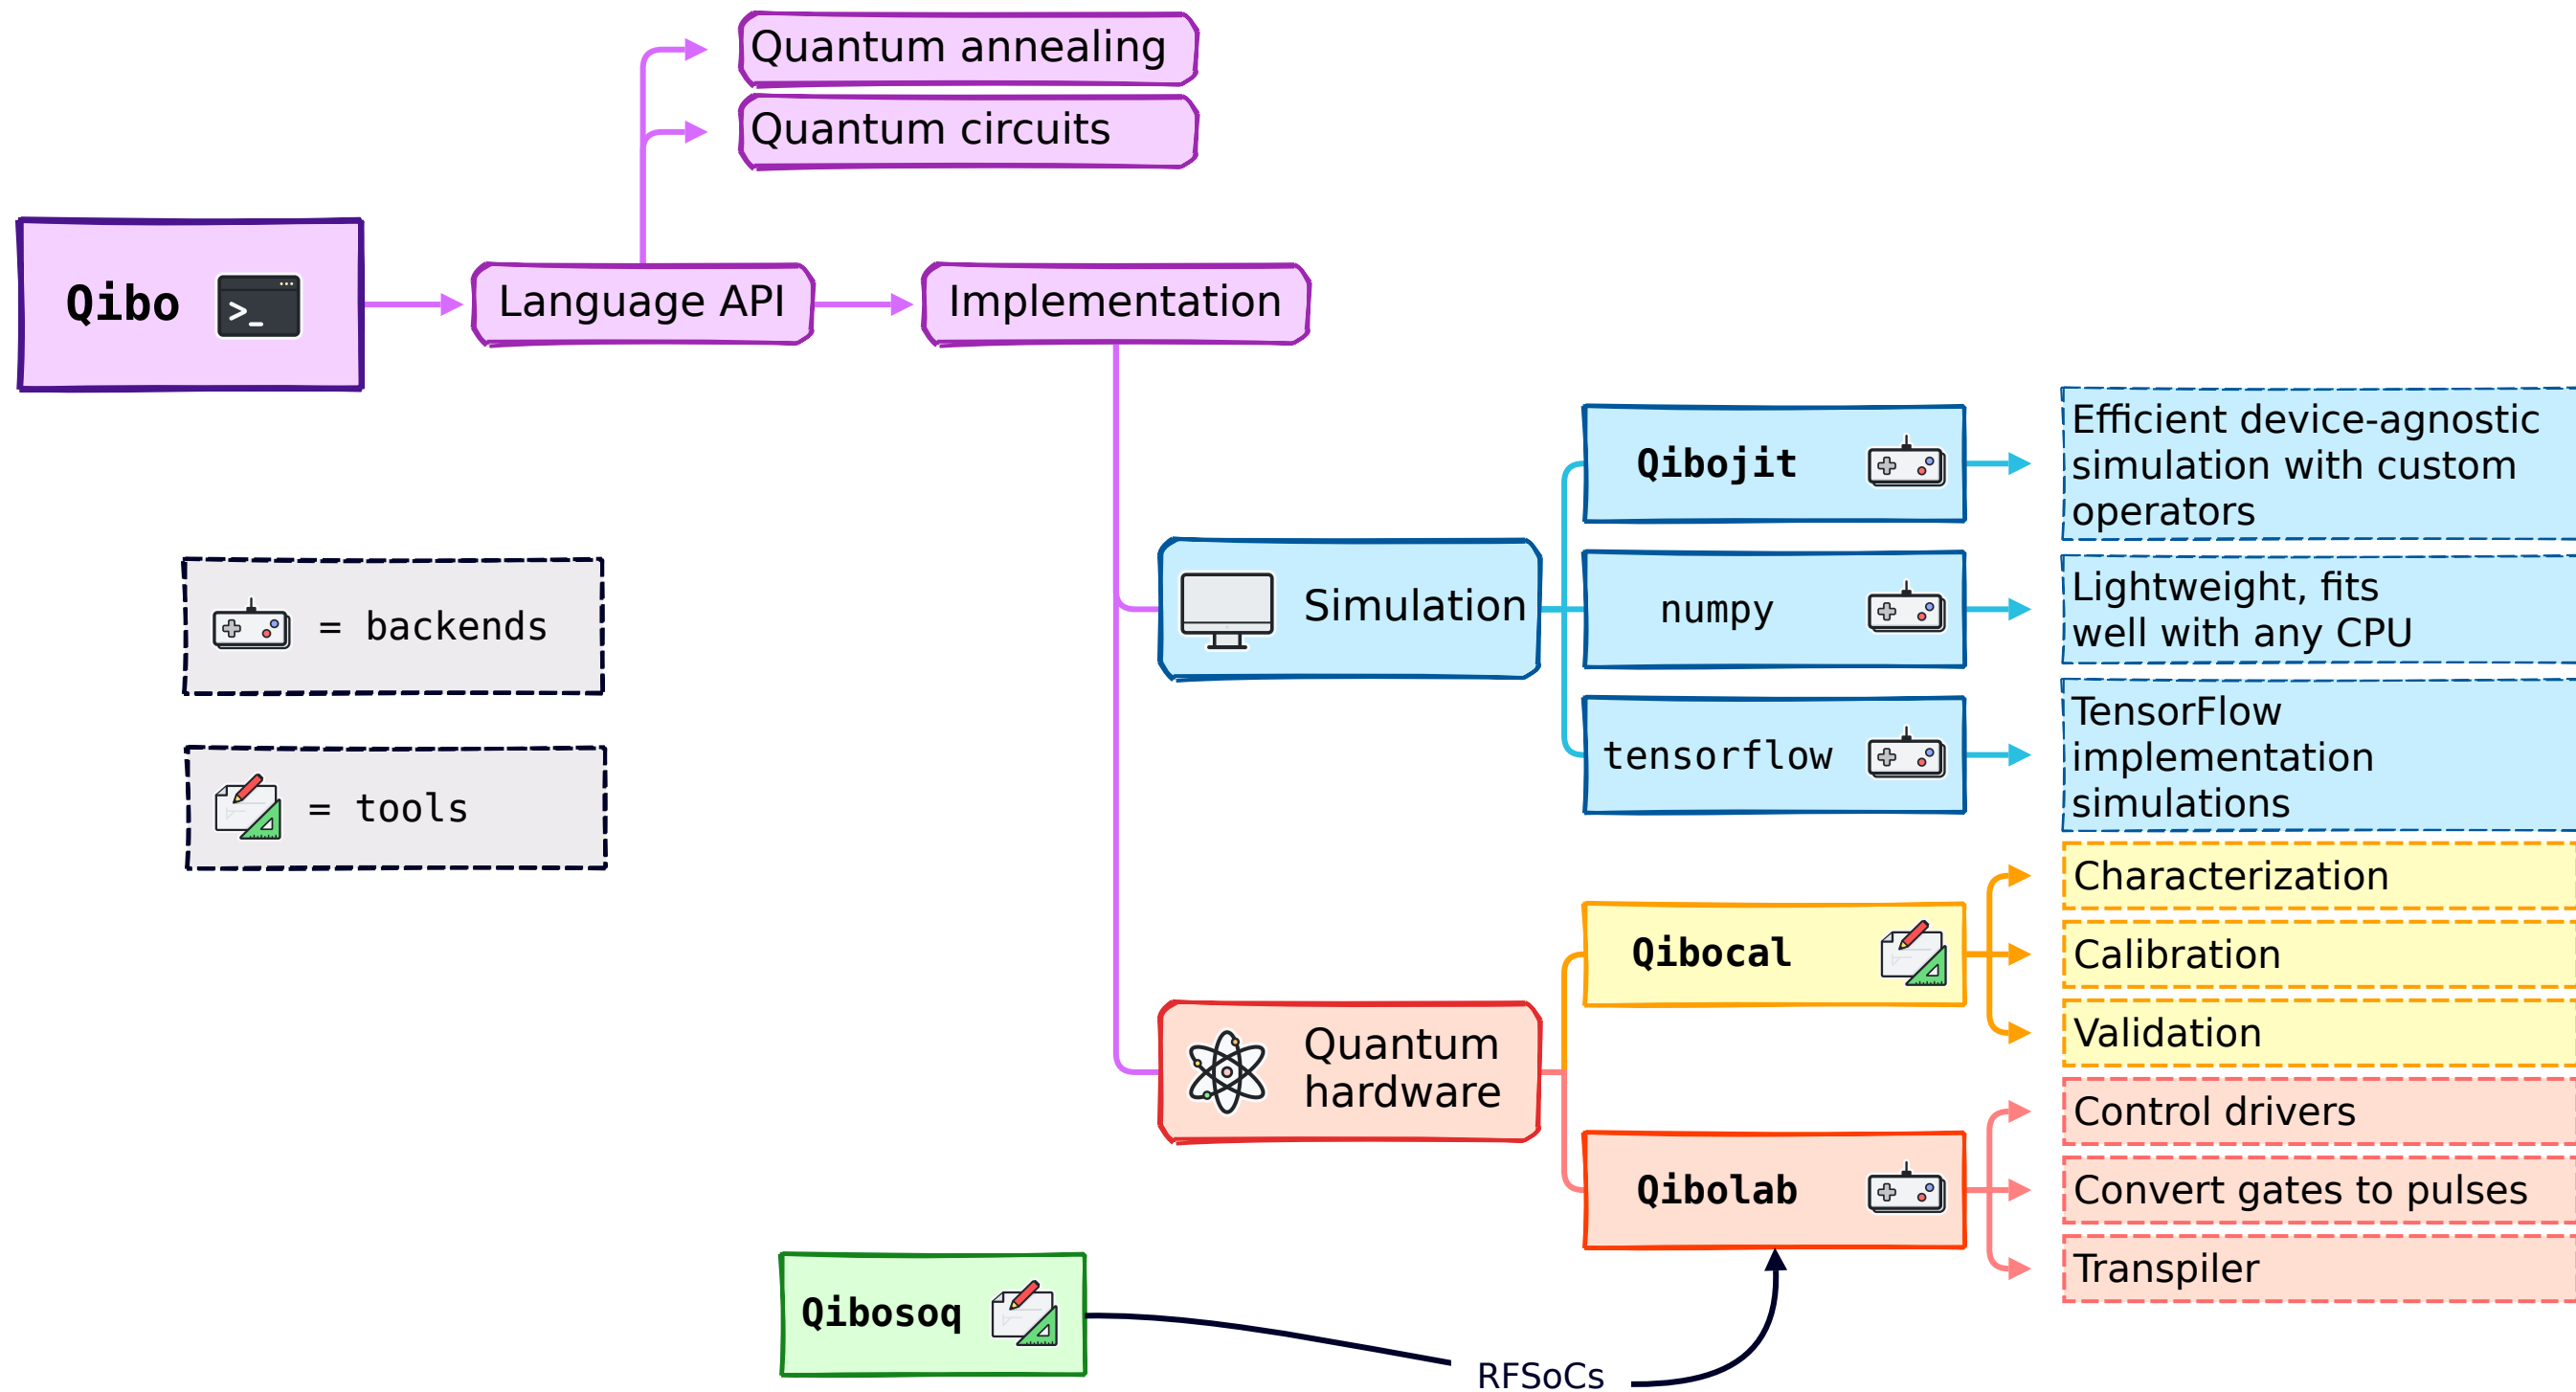 Quantum annealing
Quantum circuits
Qibo
>_
Language API
Implementation
= backends
= tools
Simulation
Qibojit
Efficient device-agnostic
simulation with custom
operators
numpy
Lightweight, fits
well with any CPU
tensorflow
TensorFlow
implementation
simulations
Quantum
hardware
Qibocal
Characterization
Calibration
Validation
Qibolab
Control drivers
Convert gates to pulses
Transpiler
Qibosoq
RFSoCs